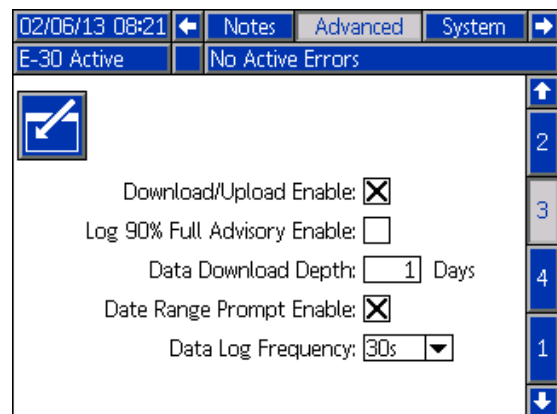 02/06/13 08:21 Notes Advanced System
E-30 Active No Active Errors
2
Download/Upload Enable:
3
Log 90% Full Advisory Enable:
Data Download Depth: 1 Days
4
Date Range Prompt Enable:
Data Log Frequency: 30s
1